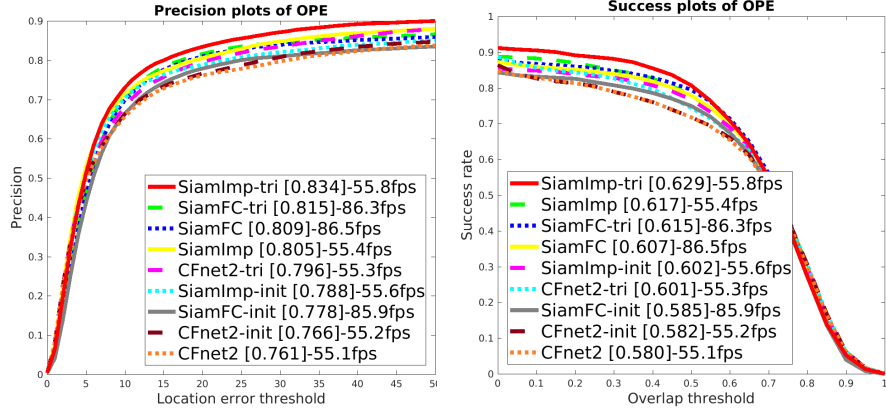 Precision plots of OPE
0.9
0.8
0.7
0.6
0.5
0.4
0.3
0.2
0.1
0
Precision
SiamImp-tri [0.834]-55.8fps
SiamFC-tri [0.815]-86.3fps
SiamFC [0.809]-86.5fps
SiamImp [0.805]-55.4fps
CFnet2-tri [0.796]-55.3fps
SiamImp-init [0.788]-55.6fps
SiamFC-init [0.778]-85.9fps
CFnet2-init [0.766]-55.2fps
CFnet2 [0.761]-55.1fps
0 5 10 15 20 25 30 35 40 45 50
Location error threshold
Success plots of OPE
1
0.9
0.8
0.7
0.6
0.5
0.4
0.3
0.2
0.1
0
Success rate
SiamImp-tri [0.629]-55.8fps
SiamImp [0.617]-55.4fps
SiamFC-tri [0.615]-86.3fps
SiamFC [0.607]-86.5fps
SiamImp-init [0.602]-55.6fps
CFnet2-tri [0.601]-55.3fps
SiamFC-init [0.585]-85.9fps
CFnet2-init [0.582]-55.2fps
CFnet2 [0.580]-55.1fps
0 0.1 0.2 0.3 0.4 0.5 0.6 0.7 0.8 0.9 1
Overlap threshold